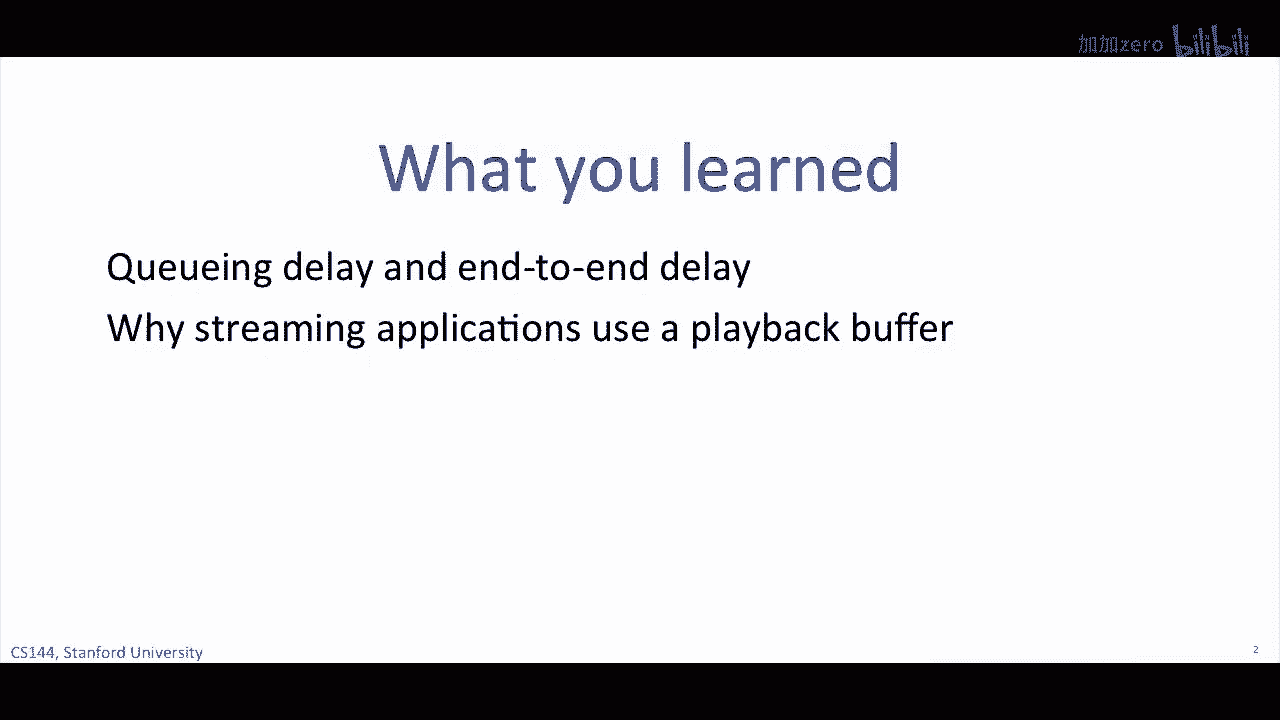 加加zero bilibili
What you learned
Queueing delay and end-to-end delay
Why streaming applications use a playback buffer
CS144, Stanford University
2